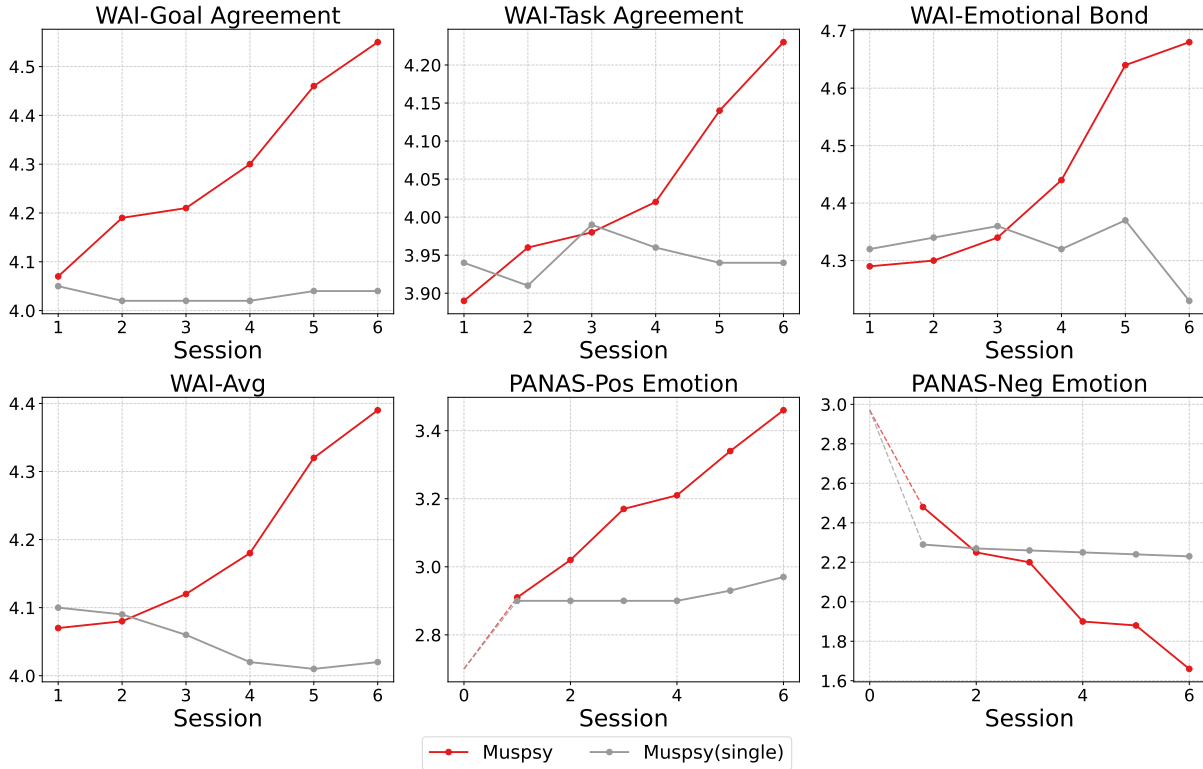 WAI-Goal Agreement
4.5
4.4
4.3
4.2
4.1
4.0
1 2 3 4 5 6
Session
WAI-Task Agreement
4.20
4.15
4.10
4.05
4.00
3.95
3.90
1 2 3 4 5 6
Session
WAI-Emotional Bond
4.7
4.6
4.5
4.4
4.3
1 2 3 4 5 6
Session
WAI-Avg
4.4
4.3
4.2
4.1
4.0
1 2 3 4 5 6
Session
PANAS-Pos Emotion
3.4
3.2
3.0
2.8
0 2 4 6
Session
PANAS-Neg Emotion
3.0
2.8
2.6
2.4
2.2
2.0
1.8
1.6
0 2 4 6
Session
Muspsy Muspsy(single)